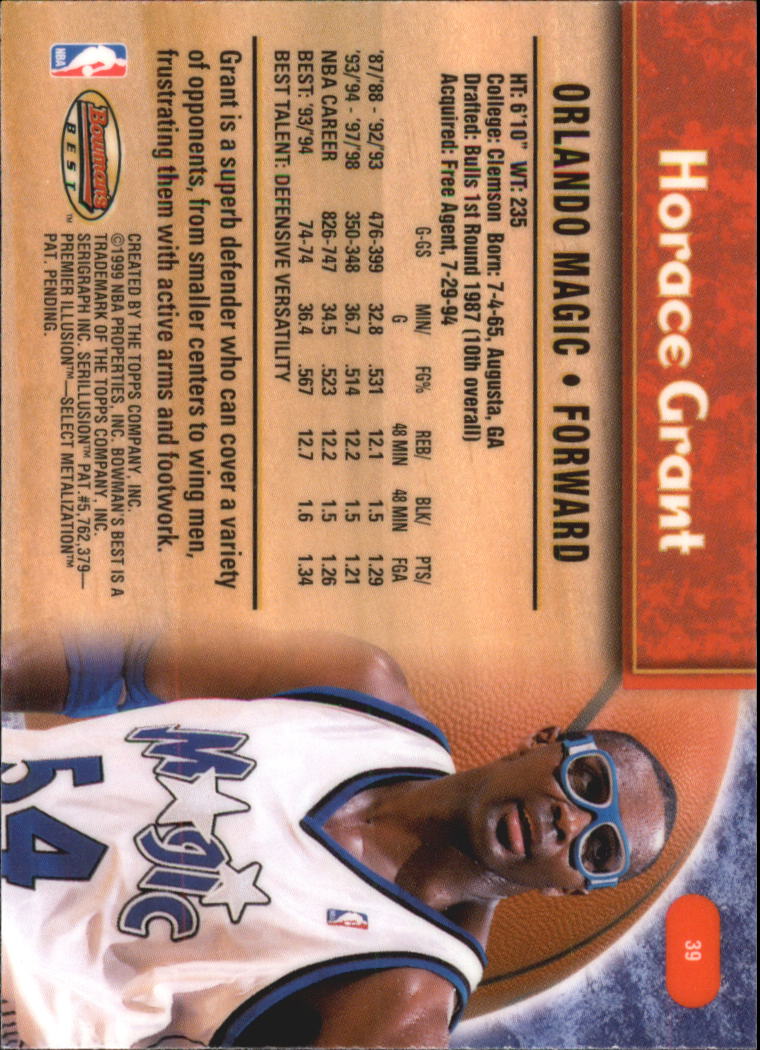 Horace Grant
39
ORLANDO MAGIC • FORWARD
HT: 6'10" WT: 235
College: Clemson Born: 7-4-65, Augusta, GA
Drafted: Bulls 1st Round 1987 (10th overall)
Acquired: Free Agent, 7-29-94
G-GS MIN/ FG% REB/ BLK/ PTS/
G 48 MIN 48 MIN FGA
'87/'88 - '92/'93 476-399 32.8 .531 12.1 1.5 1.29
'93/'94 - '97/'98 350-348 36.7 .514 12.2 1.5 1.21
NBA CAREER 826-747 34.5 .523 12.2 1.5 1.26
BEST: '93/'94 74-74 36.4 .567 12.7 1.6 1.34
BEST TALENT: DEFENSIVE VERSATILITY
Grant is a superb defender who can cover a variety
of opponents, from smaller centers to wing men,
frustrating them with active arms and footwork.
NBA
Bowman's
BEST™
CREATED BY THE TOPPS COMPANY, INC.
©1999 NBA PROPERTIES, INC. BOWMAN'S BEST IS A
TRADEMARK OF THE TOPPS COMPANY, INC.
SERIGRAPH INC. SERILLUSION™ PAT.#5,762,379—
PREMIER ILLUSION™—SELECT METALIZATION™
PAT. PENDING.
Magic
54